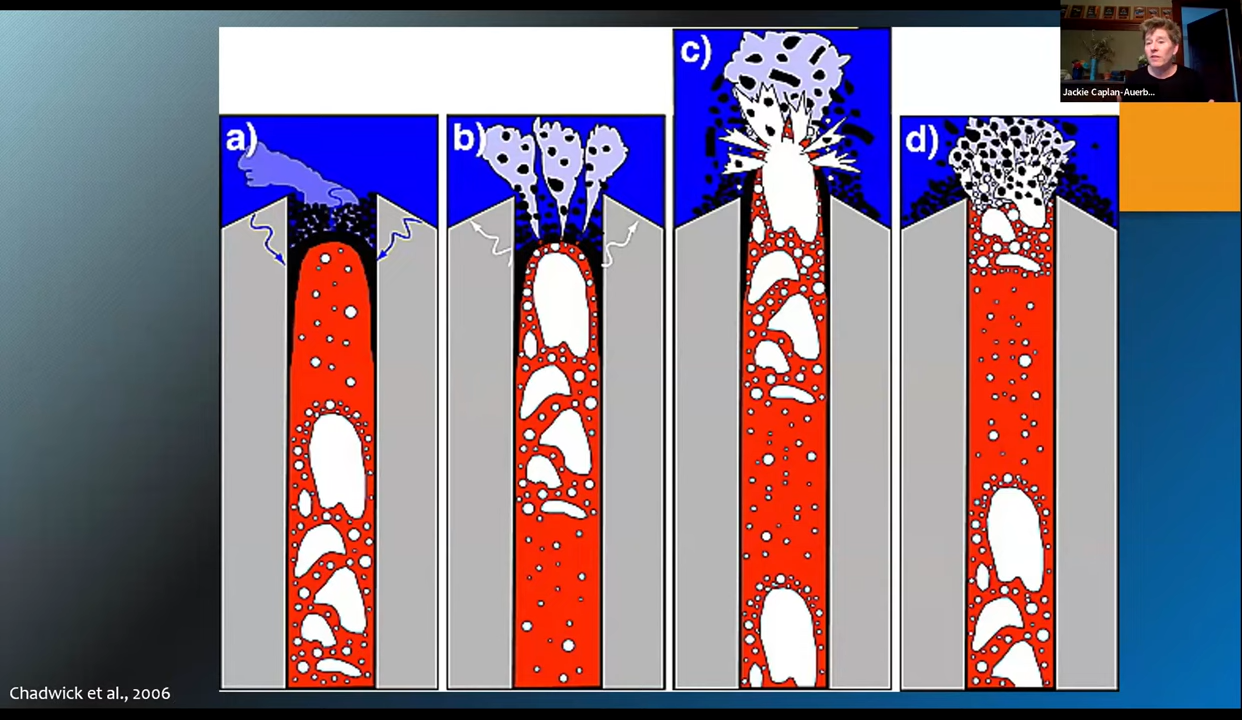 a)
b)
c)
d)
Jackie Caplan-Auerb...
Chadwick et al., 2006